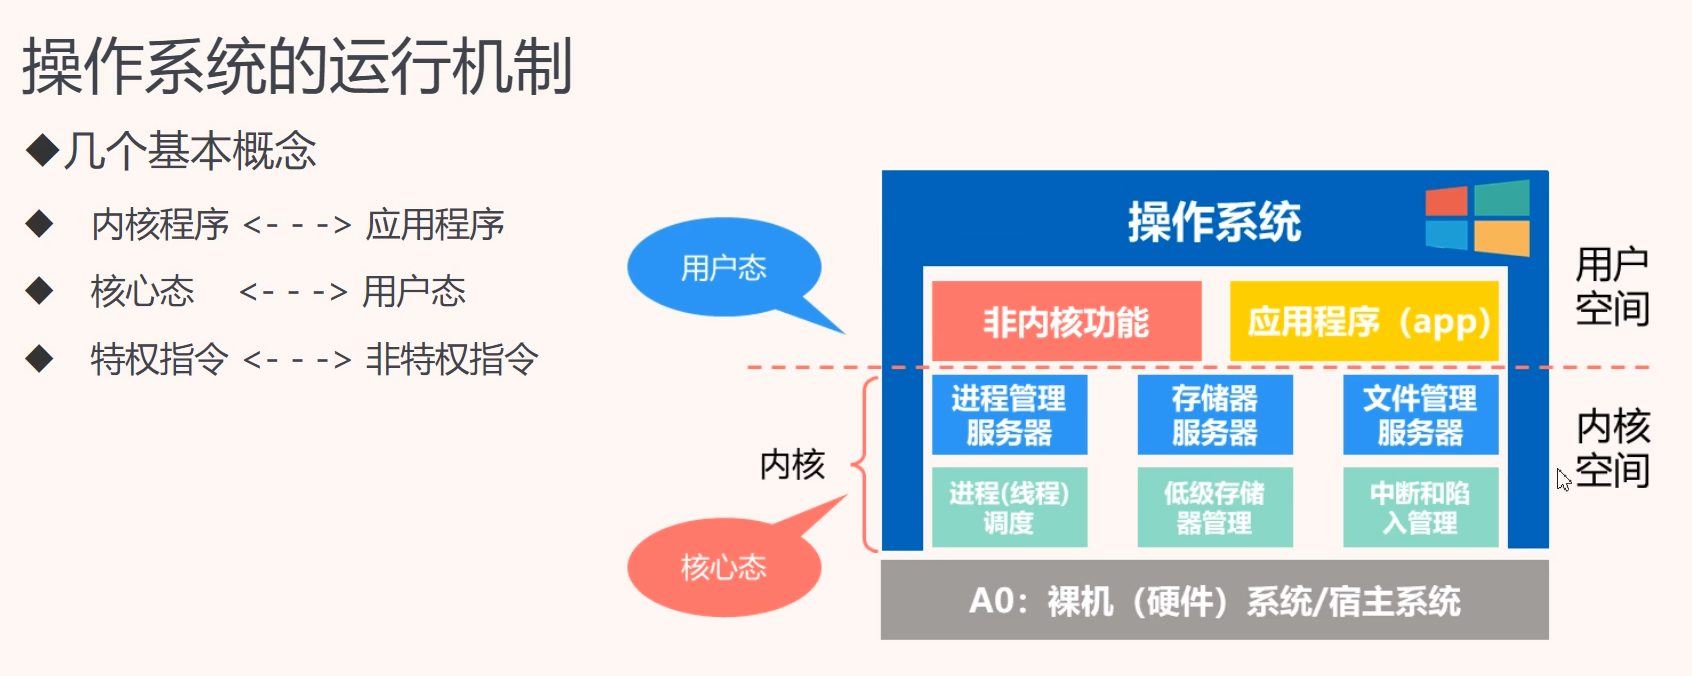 操作系统的运行机制
◆几个基本概念
◆ 内核程序 <- - -> 应用程序
◆ 核心态 <- - -> 用户态
◆ 特权指令 <- - -> 非特权指令
操作系统
用户态
用户
空间
非内核功能
应用程序（app）
进程管理
服务器
存储器
服务器
文件管理
服务器
内核
内核
空间
进程(线程)
调度
低级存储
器管理
中断和陷
入管理
核心态
A0：裸机（硬件）系统/宿主系统